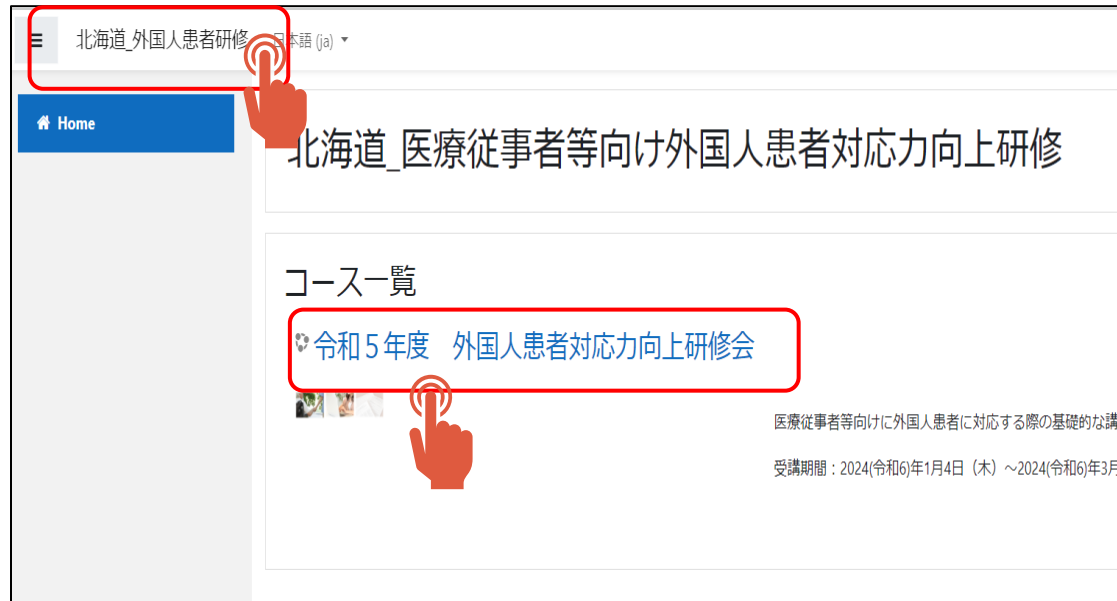 北海道_外国人患者研修 日本語 (ja)
Home
北海道_医療従事者等向け外国人患者対応力向上研修
コース一覧
令和５年度　外国人患者対応力向上研修会
医療従事者等向けに外国人患者に対応する際の基礎的な講
受講期間：2024(令和6)年1月4日（木）～2024(令和6)年3月